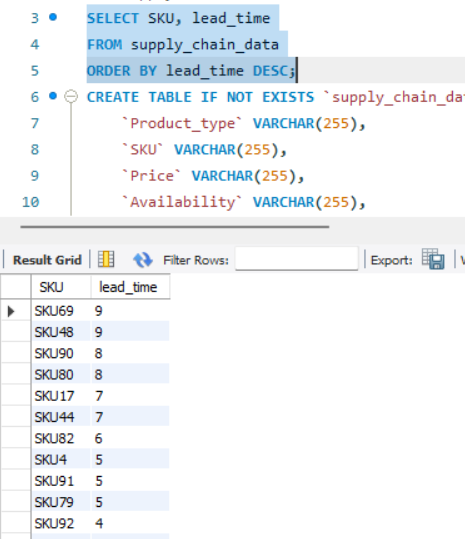 3 SELECT SKU, lead_time
4 FROM supply_chain_data
5 ORDER BY lead_time DESC;
6 CREATE TABLE IF NOT EXISTS `supply_chain_da
7 `Product_type` VARCHAR(255),
8 `SKU` VARCHAR(255),
9 `Price` VARCHAR(255),
10 `Availability` VARCHAR(255),
Result Grid Filter Rows: Export:
SKU lead_time
SKU69 9
SKU48 9
SKU90 8
SKU80 8
SKU17 7
SKU44 7
SKU82 6
SKU4 5
SKU91 5
SKU79 5
SKU92 4